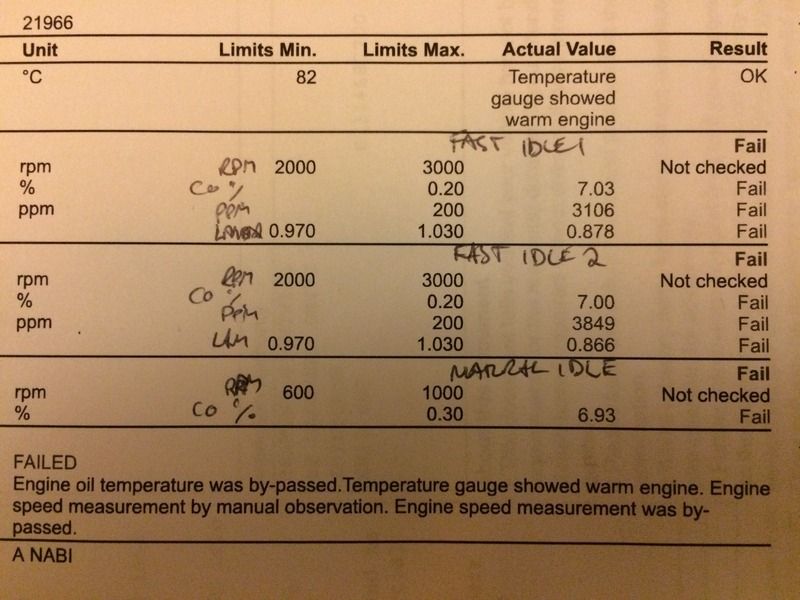 21966
Unit Limits Min. Limits Max. Actual Value Result
°C 82 Temperature OK
gauge showed
warm engine
FAST IDLE 1 Fail
rpm RPM 2000 3000 Not checked
% CO % 0.20 7.03 Fail
ppm PPM 200 3106 Fail
0.970 1.030 0.878 Fail
FAST IDLE 2 Fail
rpm RPM 2000 3000 Not checked
% CO % 0.20 7.00 Fail
ppm PPM 200 3849 Fail
LAM 0.970 1.030 0.866 Fail
IDLE Fail
rpm RPM 600 1000 Not checked
% CO % 0.30 6.93 Fail
FAILED
Engine oil temperature was by-passed.Temperature gauge showed warm engine. Engine
speed measurement by manual observation. Engine speed measurement was by-
passed.
A NABI